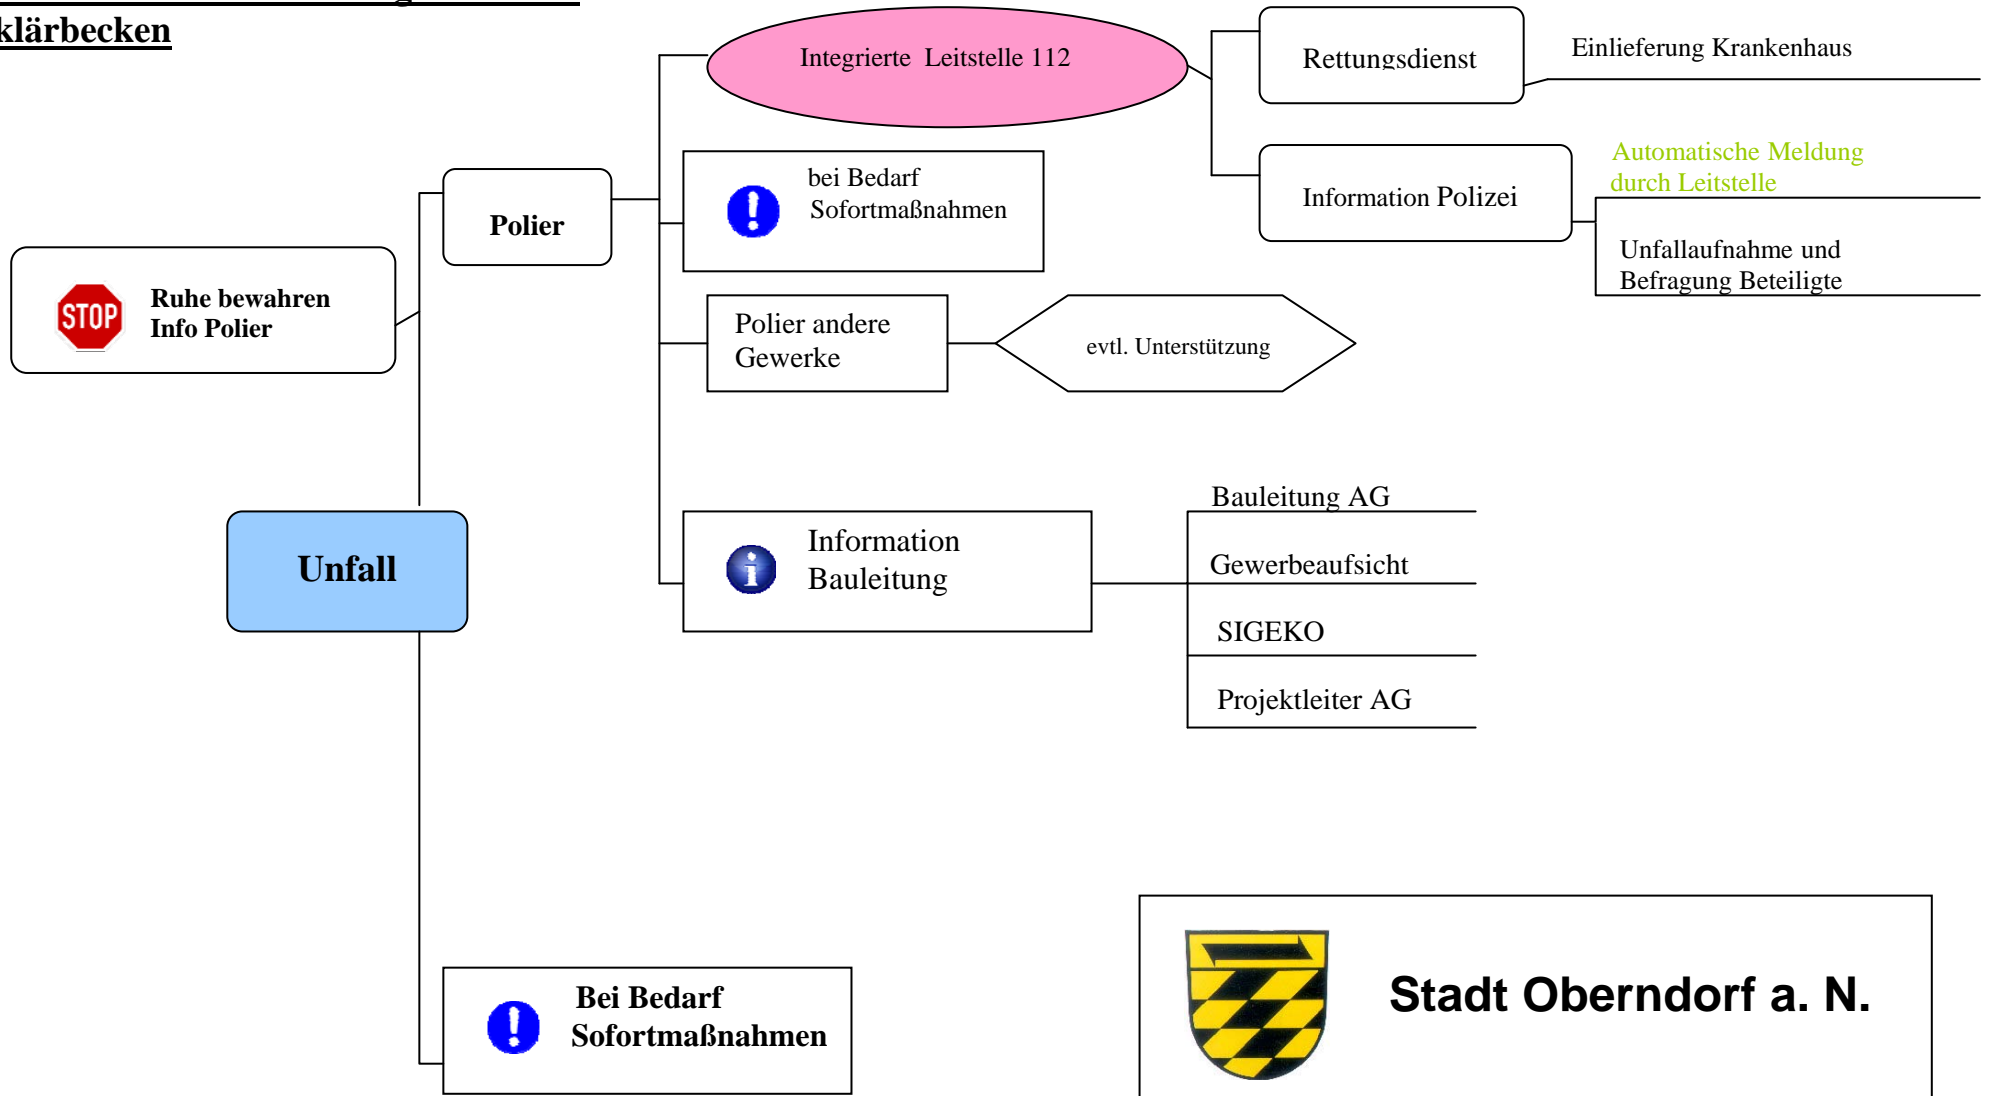 klärbecken
Integrierte Leitstelle 112
Rettungsdienst
Einlieferung Krankenhaus
bei Bedarf
Sofortmaßnahmen
Automatische Meldung
durch Leitstelle
Information Polizei
Polier
Unfallaufnahme und
Befragung Beteiligte
STOP
Ruhe bewahren
Info Polier
Polier andere
Gewerke
evtl. Unterstützung
Unfall
Information
Bauleitung
Bauleitung AG
Gewerbeaufsicht
SIGEKO
Projektleiter AG
Bei Bedarf
Sofortmaßnahmen
Stadt Oberndorf a. N.